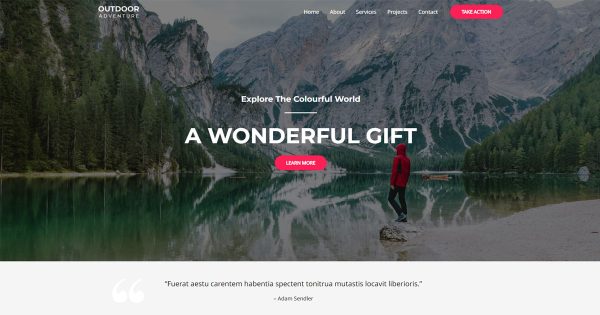 OUTDOOR
ADVENTURE
Home About Services Projects Contact TAKE ACTION
Explore The Colourful World
A WONDERFUL GIFT
LEARN MORE
“Fuerat aestu carentem habentia spectent tonitrua mutastis locavit liberioris.”
– Adam Sendler